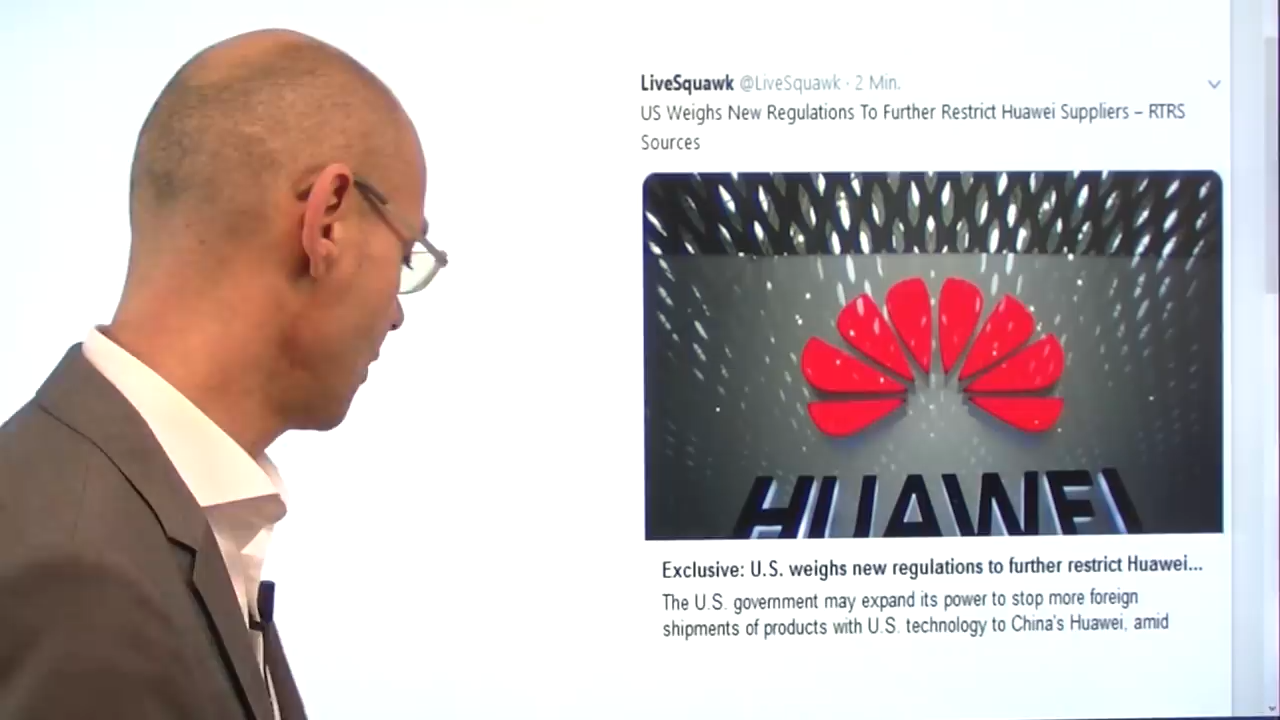 LiveSquawk @LiveSquawk · 2 Min.
US Weighs New Regulations To Further Restrict Huawei Suppliers – RTRS
Sources
HUAWEI
Exclusive: U.S. weighs new regulations to further restrict Huawei...
The U.S. government may expand its power to stop more foreign
shipments of products with U.S. technology to China's Huawei, amid